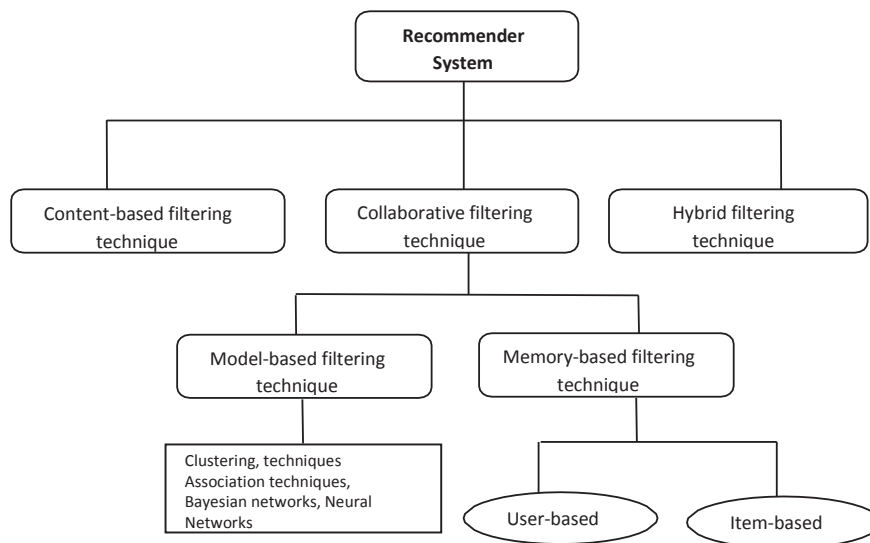 Recommender
System
Content-based filtering
technique
Collaborative filtering
technique
Hybrid filtering
technique
Model-based filtering
technique
Memory-based filtering
technique
Clustering, techniques
Association techniques,
Bayesian networks, Neural
Networks
User-based
Item-based